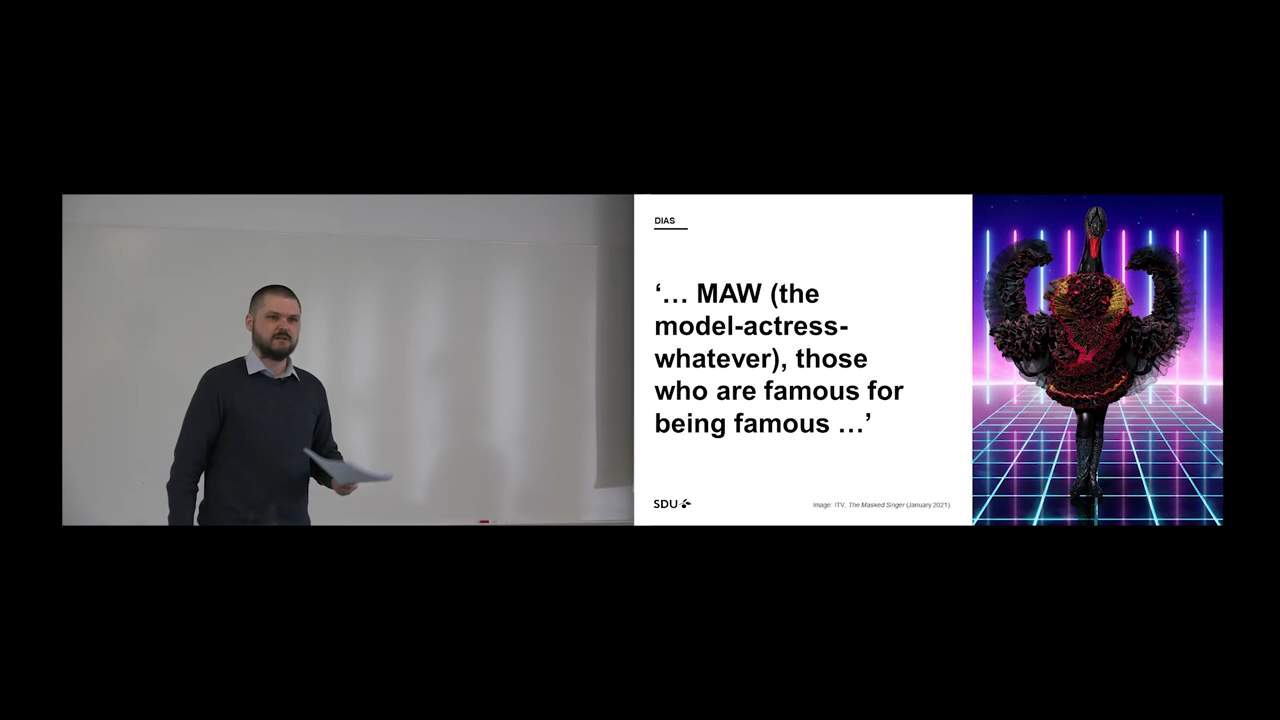 DIAS
‘… MAW (the
model-actress-
whatever), those
who are famous for
being famous …’
SDU
Image: ITV, The Masked Singer (January 2021).